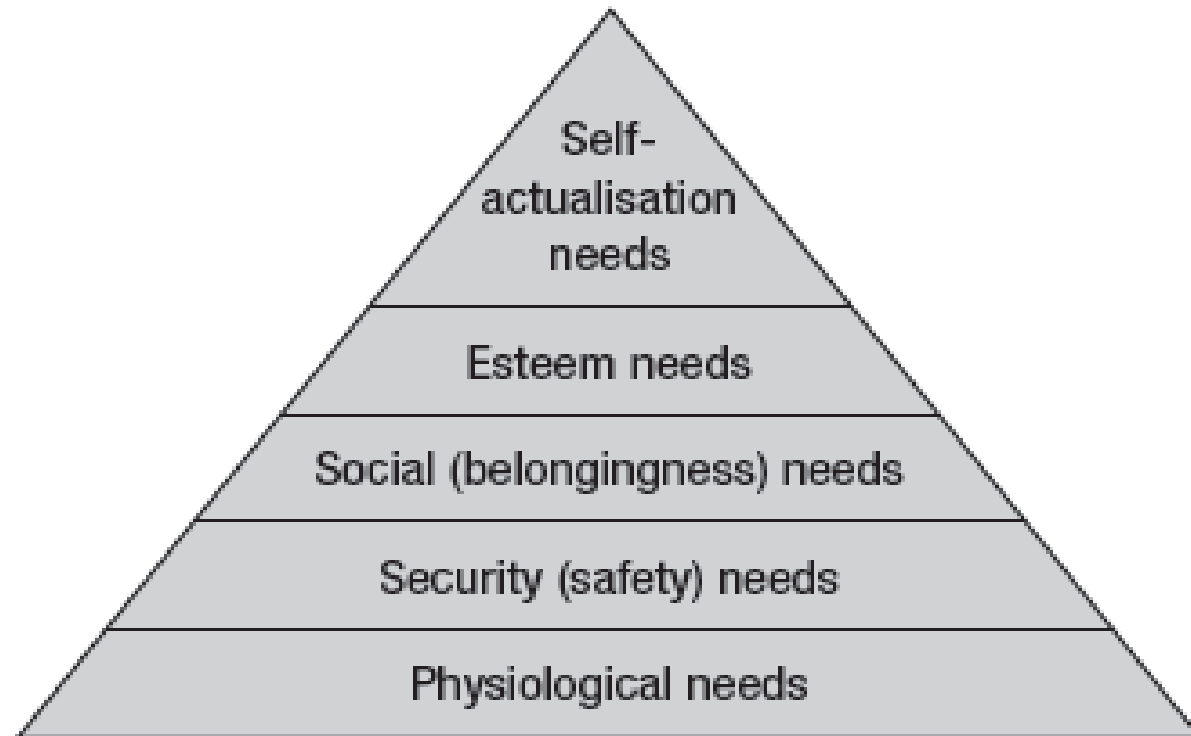 Self-
actualisation
needs
Esteem needs
Social (belongingness) needs
Security (safety) needs
Physiological needs